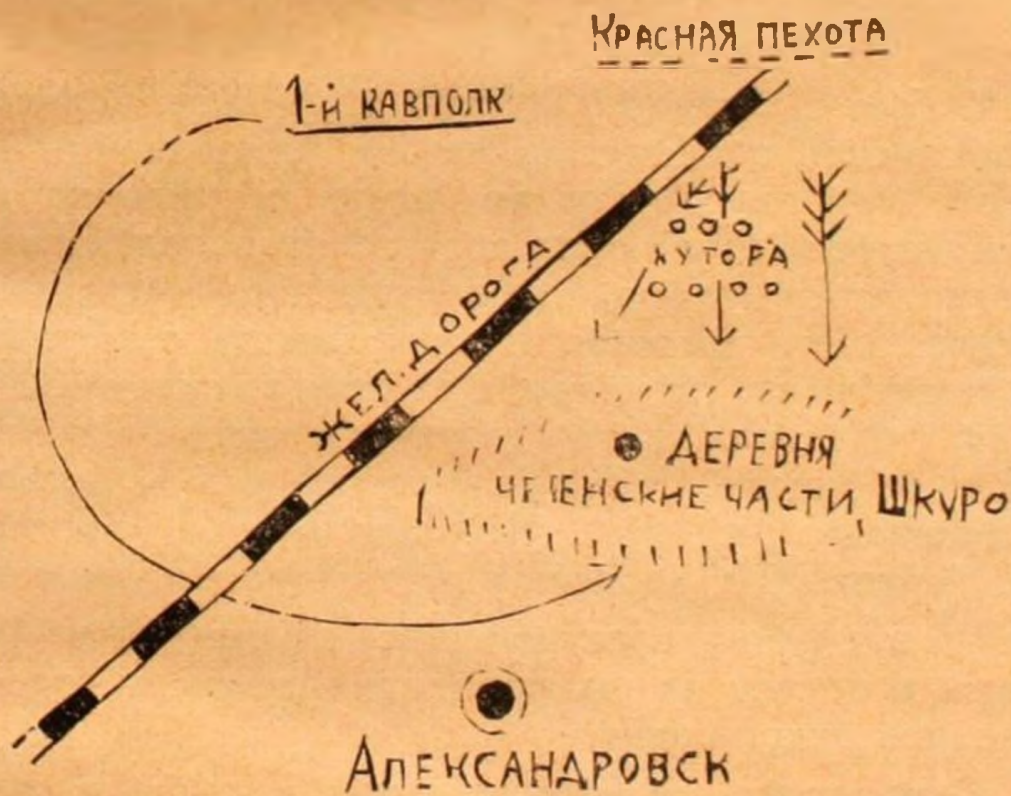 КРАСНАЯ ПЕХОТА
1-й КАВПОЛК
ЖЕЛ. ДОРОГА
ХУТОРА
ДЕРЕВНЯ
ЧЕЧЕНСКИЕ ЧАСТИ ШКУРО
АЛЕКСАНДРОВСК